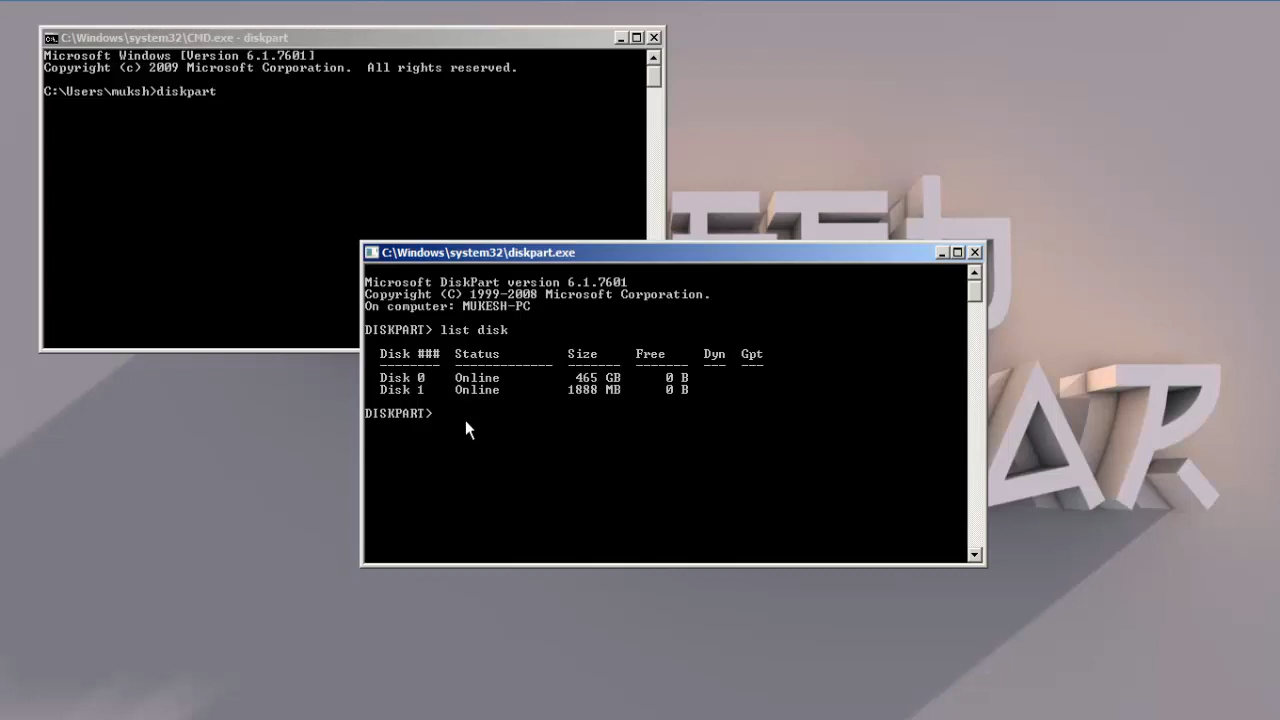 C:\Windows\system32\CMD.exe - diskpart
Microsoft Windows [Version 6.1.7601]
Copyright (c) 2009 Microsoft Corporation.  All rights reserved.
C:\Users\muksh>diskpart
C:\Windows\system32\diskpart.exe
Microsoft DiskPart version 6.1.7601
Copyright (C) 1999-2008 Microsoft Corporation.
On computer: MUKESH-PC
DISKPART> list disk
Disk ###  Status         Size     Free     Dyn  Gpt
--------  -------------  -------  -------  ---  ---
Disk 0    Online          465 GB      0 B
Disk 1    Online         1888 MB      0 B
DISKPART>